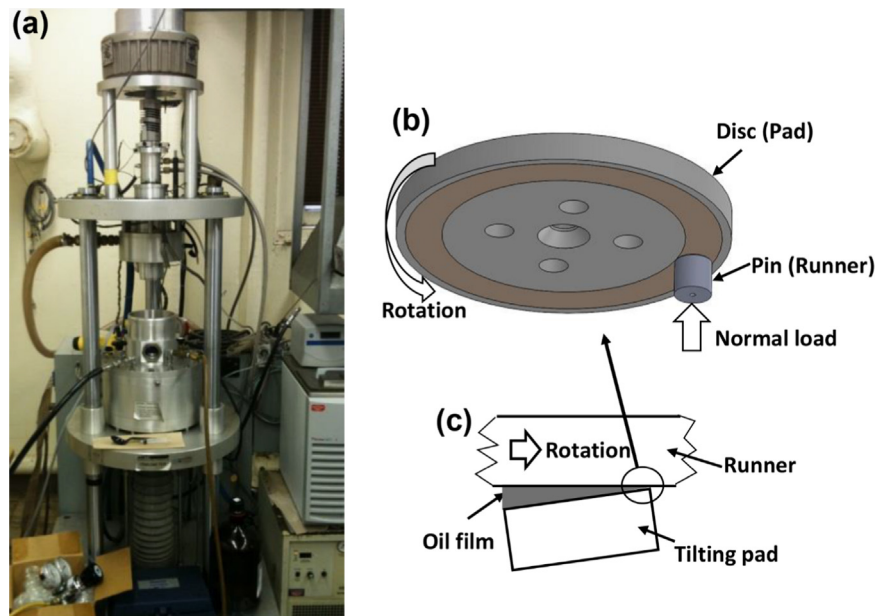 (a)
(b)
Disc (Pad)
Pin (Runner)
Rotation
Normal load
(c)
Rotation
Runner
Oil film
Tilting pad